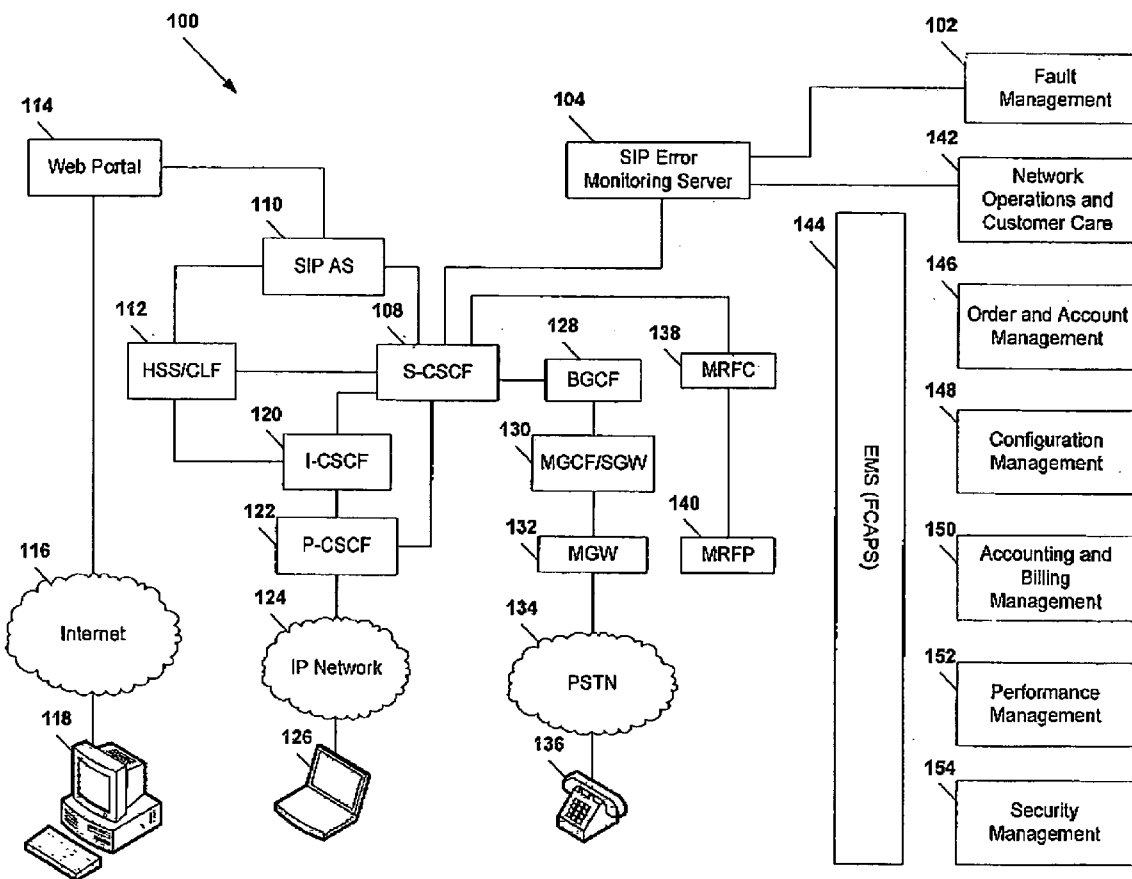 100
102
Fault
Management
114
Web Portal
104
SIP Error
Monitoring Server
142
Network
Operations and
Customer Care
110
SIP AS
144
EMS (FCAPS)
146
Order and Account
Management
112
HSS/CLF
108
S-CSCF
128
BGCF
138
MRFC
120
I-CSCF
130
MGCF/SGW
148
Configuration
Management
122
P-CSCF
132
MGW
140
MRFP
150
Accounting and
Billing
Management
116
Internet
124
IP Network
134
PSTN
152
Performance
Management
118
126
136
154
Security
Management